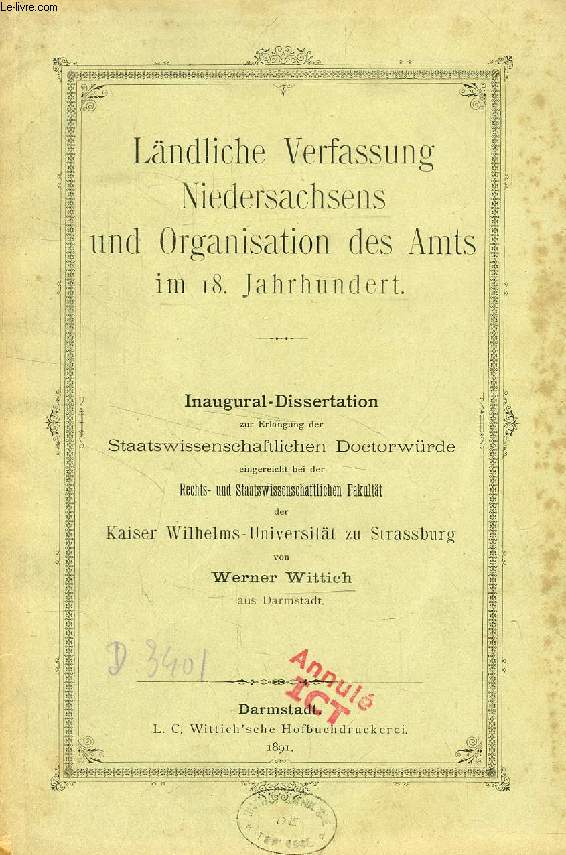 Le-livre.com
Ländliche Verfassung
Niedersachsens
und Organisation des Amts
im 18. Jahrhundert.
Inaugural-Dissertation
zur Erlangung der
Staatswissenschaftlichen Doctorwürde
eingereicht bei der
Rechts- und Staatswissenschaftlichen Fakultät
der
Kaiser Wilhelms-Universität zu Strassburg
von
Werner Wittich
aus Darmstadt.
D 3401
Annulé
ICT
Darmstadt.
L. C. Wittich'sche Hofbuchdruckerei.
1891.